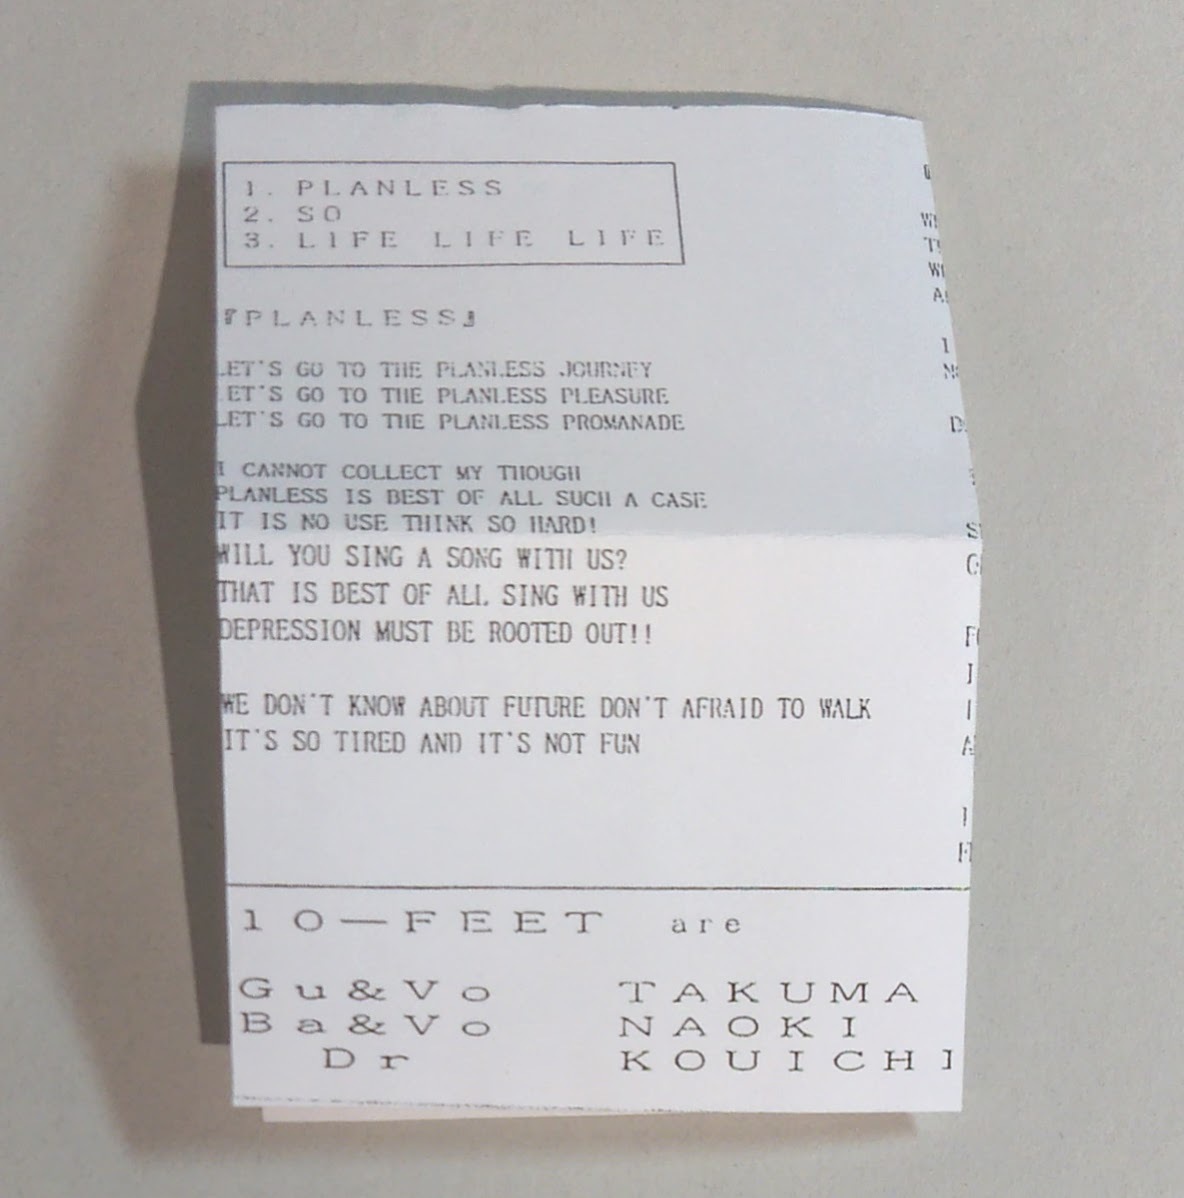 1. PLANLESS
2. SO
3. LIFE LIFE LIFE
『PLANLESS』
LET'S GO TO THE PLANLESS JOURNEY
LET'S GO TO THE PLANLESS PLEASURE
LET'S GO TO THE PLANLESS PROMANADE
I CANNOT COLLECT MY THOUGH
PLANLESS IS BEST OF ALL SUCH A CASE
IT IS NO USE THINK SO HARD!
WILL YOU SING A SONG WITH US?
THAT IS BEST OF ALL SING WITH US
DEPRESSION MUST BE ROOTED OUT!!
WE DON'T KNOW ABOUT FUTURE DON'T AFRAID TO WALK
IT'S SO TIRED AND IT'S NOT FUN
10-FEET are
Gu&Vo TAKUMA
Ba&Vo NAOKI
Dr KOUICHI